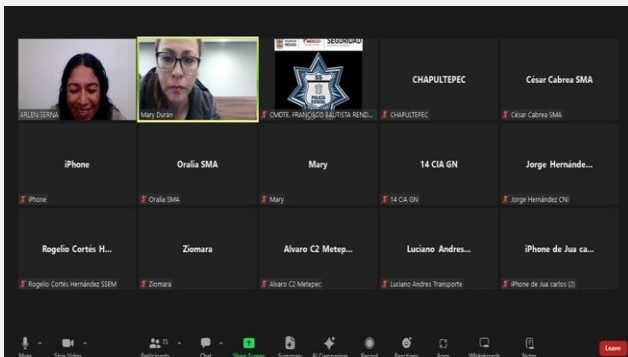 SEGURIDAD
POLICÍA
ESTATAL
CHAPULTEPEC
César Cabrea SMA
ARLEN SERNA
Mary Duran
CMDTE. FRANCISCO BAUTISTA REND...
CHAPULTEPEC
César Cabrea SMA
iPhone
Oralia SMA
Mary
14 CIA GN
Jorge Hernánde...
iPhone
Oralia SMA
Mary
14 CIA GN
Jorge Hernández CNI
Rogelio Cortés H...
Ziomara
Alvaro C2 Metep...
Luciano Andres...
iPhone de Jua ca...
Rogelio Cortés Hernández SSEM
Ziomara
Alvaro C2 Metepec
Luciano Andres Transporte
iPhone de Jua carlos (2)
15
Mute
Stop Video
Participants
Chat
Share Screen
Summary
AI Companion
Record
Reactions
Apps
Whiteboards
Notes
Leave